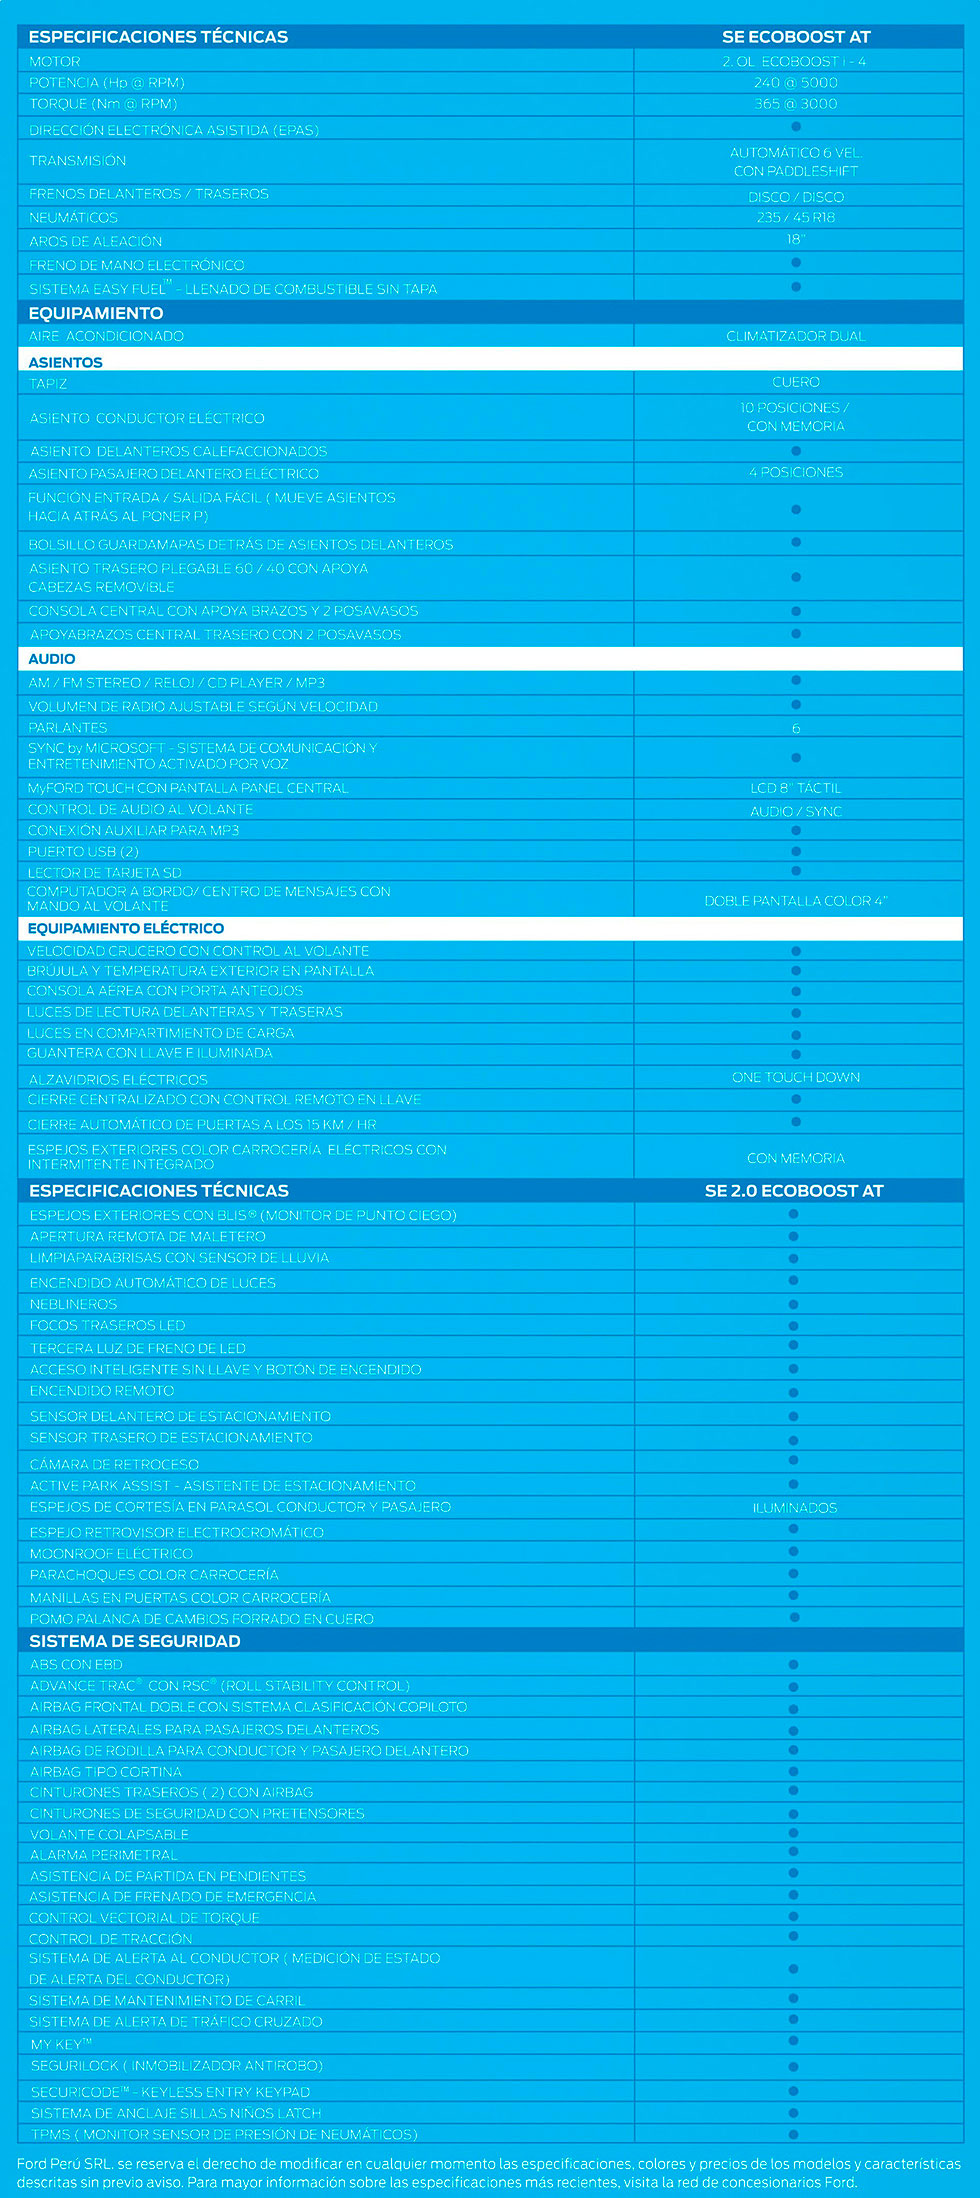 ESPECIFICACIONES TÉCNICAS SE ECOBOOST AT
MOTOR 2. OL ECOBOOST i - 4
POTENCIA (Hp @ RPM) 240 @ 5000
TORQUE (Nm @ RPM) 365 @ 3000
DIRECCIÓN ELECTRÓNICA ASISTIDA (EPAS) ●
TRANSMISIÓN AUTOMÁTICO 6 VEL.
CON PADDLESHIFT
FRENOS DELANTEROS / TRASEROS DISCO / DISCO
NEUMÁTICOS 235 / 45 R18
AROS DE ALEACIÓN 18"
FRENO DE MANO ELECTRÓNICO ●
SISTEMA EASY FUEL™ - LLENADO DE COMBUSTIBLE SIN TAPA ●
EQUIPAMIENTO
AIRE ACONDICIONADO CLIMATIZADOR DUAL
ASIENTOS
TAPIZ CUERO
ASIENTO CONDUCTOR ELÉCTRICO 10 POSICIONES /
CON MEMORIA
ASIENTO DELANTEROS CALEFACCIONADOS ●
ASIENTO PASAJERO DELANTERO ELÉCTRICO 4 POSICIONES
FUNCIÓN ENTRADA / SALIDA FÁCIL ( MUEVE ASIENTOS
HACIA ATRÁS AL PONER P) ●
BOLSILLO GUARDAMAPAS DETRÁS DE ASIENTOS DELANTEROS ●
ASIENTO TRASERO PLEGABLE 60 / 40 CON APOYA
CABEZAS REMOVIBLE ●
CONSOLA CENTRAL CON APOYA BRAZOS Y 2 POSAVASOS ●
APOYABRAZOS CENTRAL TRASERO CON 2 POSAVASOS ●
AUDIO
AM / FM STEREO / RELOJ / CD PLAYER / MP3 ●
VOLUMEN DE RADIO AJUSTABLE SEGÚN VELOCIDAD ●
PARLANTES 6
SYNC by MICROSOFT - SISTEMA DE COMUNICACIÓN Y
ENTRETENIMIENTO ACTIVADO POR VOZ ●
MyFORD TOUCH CON PANTALLA PANEL CENTRAL LCD 8" TÁCTIL
CONTROL DE AUDIO AL VOLANTE AUDIO / SYNC
CONEXIÓN AUXILIAR PARA MP3 ●
PUERTO USB (2) ●
LECTOR DE TARJETA SD ●
COMPUTADOR A BORDO/ CENTRO DE MENSAJES CON
MANDO AL VOLANTE DOBLE PANTALLA COLOR 4"
EQUIPAMIENTO ELÉCTRICO
VELOCIDAD CRUCERO CON CONTROL AL VOLANTE ●
BRÚJULA Y TEMPERATURA EXTERIOR EN PANTALLA ●
CONSOLA AÉREA CON PORTA ANTEOJOS ●
LUCES DE LECTURA DELANTERAS Y TRASERAS ●
LUCES EN COMPARTIMIENTO DE CARGA ●
GUANTERA CON LLAVE E ILUMINADA ●
ALZAVIDRIOS ELÉCTRICOS ONE TOUCH DOWN
CIERRE CENTRALIZADO CON CONTROL REMOTO EN LLAVE ●
CIERRE AUTOMÁTICO DE PUERTAS A LOS 15 KM / HR ●
ESPEJOS EXTERIORES COLOR CARROCERÍA ELÉCTRICOS CON
INTERMITENTE INTEGRADO CON MEMORIA
ESPECIFICACIONES TÉCNICAS SE 2.0 ECOBOOST AT
ESPEJOS EXTERIORES CON BLIS® (MONITOR DE PUNTO CIEGO) ●
APERTURA REMOTA DE MALETERO ●
LIMPIAPARABRISAS CON SENSOR DE LLUVIA ●
ENCENDIDO AUTOMÁTICO DE LUCES ●
NEBLINEROS ●
FOCOS TRASEROS LED ●
TERCERA LUZ DE FRENO DE LED ●
ACCESO INTELIGENTE SIN LLAVE Y BOTÓN DE ENCENDIDO ●
ENCENDIDO REMOTO ●
SENSOR DELANTERO DE ESTACIONAMIENTO ●
SENSOR TRASERO DE ESTACIONAMIENTO ●
CÁMARA DE RETROCESO ●
ACTIVE PARK ASSIST - ASISTENTE DE ESTACIONAMIENTO ●
ESPEJOS DE CORTESÍA EN PARASOL CONDUCTOR Y PASAJERO ILUMINADOS
ESPEJO RETROVISOR ELECTROCROMÁTICO ●
MOONROOF ELÉCTRICO ●
PARACHOQUES COLOR CARROCERÍA ●
MANILLAS EN PUERTAS COLOR CARROCERÍA ●
POMO PALANCA DE CAMBIOS FORRADO EN CUERO ●
SISTEMA DE SEGURIDAD
ABS CON EBD ●
ADVANCE TRAC® CON RSC® (ROLL STABILITY CONTROL) ●
AIRBAG FRONTAL DOBLE CON SISTEMA CLASIFICACIÓN COPILOTO ●
AIRBAG LATERALES PARA PASAJEROS DELANTEROS ●
AIRBAG DE RODILLA PARA CONDUCTOR Y PASAJERO DELANTERO ●
AIRBAG TIPO CORTINA ●
CINTURONES TRASEROS ( 2) CON AIRBAG ●
CINTURONES DE SEGURIDAD CON PRETENSORES ●
VOLANTE COLAPSABLE ●
ALARMA PERIMETRAL ●
ASISTENCIA DE PARTIDA EN PENDIENTES ●
ASISTENCIA DE FRENADO DE EMERGENCIA ●
CONTROL VECTORIAL DE TORQUE ●
CONTROL DE TRACCIÓN ●
SISTEMA DE ALERTA AL CONDUCTOR ( MEDICIÓN DE ESTADO
DE ALERTA DEL CONDUCTOR) ●
SISTEMA DE MANTENIMIENTO DE CARRIL ●
SISTEMA DE ALERTA DE TRÁFICO CRUZADO ●
MY KEY™ ●
SEGURILOCK ( INMOBILIZADOR ANTIROBO) ●
SECURICODE™ - KEYLESS ENTRY KEYPAD ●
SISTEMA DE ANCLAJE SILLAS NIÑOS LATCH ●
TPMS ( MONITOR SENSOR DE PRESIÓN DE NEUMÁTICOS) ●
Ford Perú SRL. se reserva el derecho de modificar en cualquier momento las especificaciones, colores y precios de los modelos y características
descritas sin previo aviso. Para mayor información sobre las especificaciones más recientes, visita la red de concesionarios Ford.